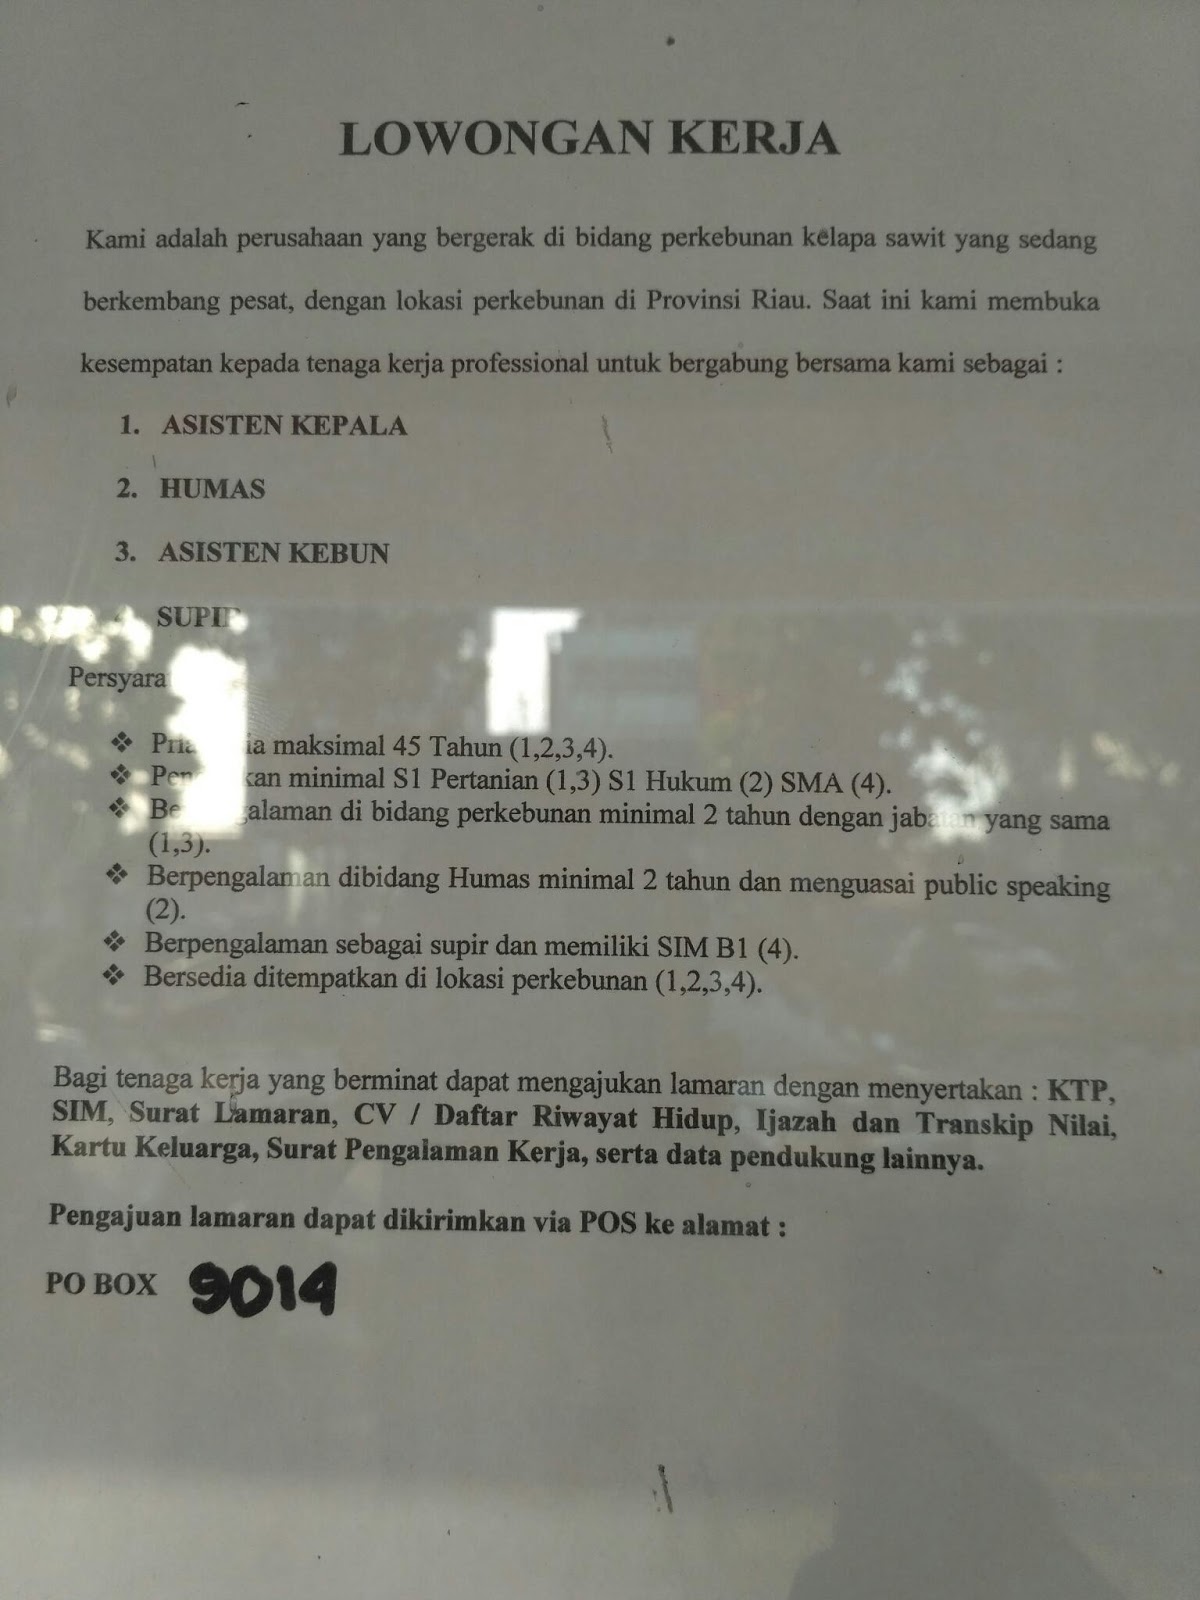 LOWONGAN KERJA
Kami adalah perusahaan yang bergerak di bidang perkebunan kelapa sawit yang sedang
berkembang pesat, dengan lokasi perkebunan di Provinsi Riau. Saat ini kami membuka
kesempatan kepada tenaga kerja professional untuk bergabung bersama kami sebagai :
1. ASISTEN KEPALA
2. HUMAS
3. ASISTEN KEBUN
SUPIR
❖ maksimal 45 Tahun (1,2,3,4).
❖ minimal S1 Pertanian (1,3) S1 Hukum (2) SMA (4).
❖ di bidang perkebunan minimal 2 tahun dengan jabatan yang sama
(1,3).
❖ Berpengalaman dibidang Humas minimal 2 tahun dan menguasai public speaking
(2).
❖ Berpengalaman sebagai supir dan memiliki SIM B1 (4).
❖ Bersedia ditempatkan di lokasi perkebunan (1,2,3,4).
Bagi tenaga kerja yang berminat dapat mengajukan lamaran dengan menyertakan : KTP,
SIM, Surat Lamaran, CV / Daftar Riwayat Hidup, Ijazah dan Transkip Nilai,
Kartu Keluarga, Surat Pengalaman Kerja, serta data pendukung lainnya.
Pengajuan lamaran dapat dikirimkan via POS ke alamat :
PO BOX 9014